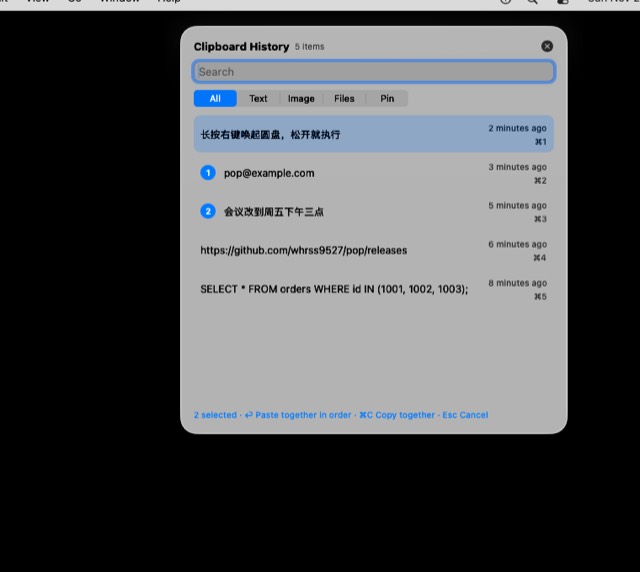 Clipboard History 5 items
Search
All Text Image Files Pin
长按右键唤起圆盘，松开就执行 2 minutes ago
⌘1
1 pop@example.com 3 minutes ago
⌘2
2 会议改到周五下午三点 5 minutes ago
⌘3
https://github.com/whrss9527/pop/releases 6 minutes ago
⌘4
SELECT * FROM orders WHERE id IN (1001, 1002, 1003); 8 minutes ago
⌘5
2 selected · ⏎ Paste together in order · ⌘C Copy together · Esc Cancel